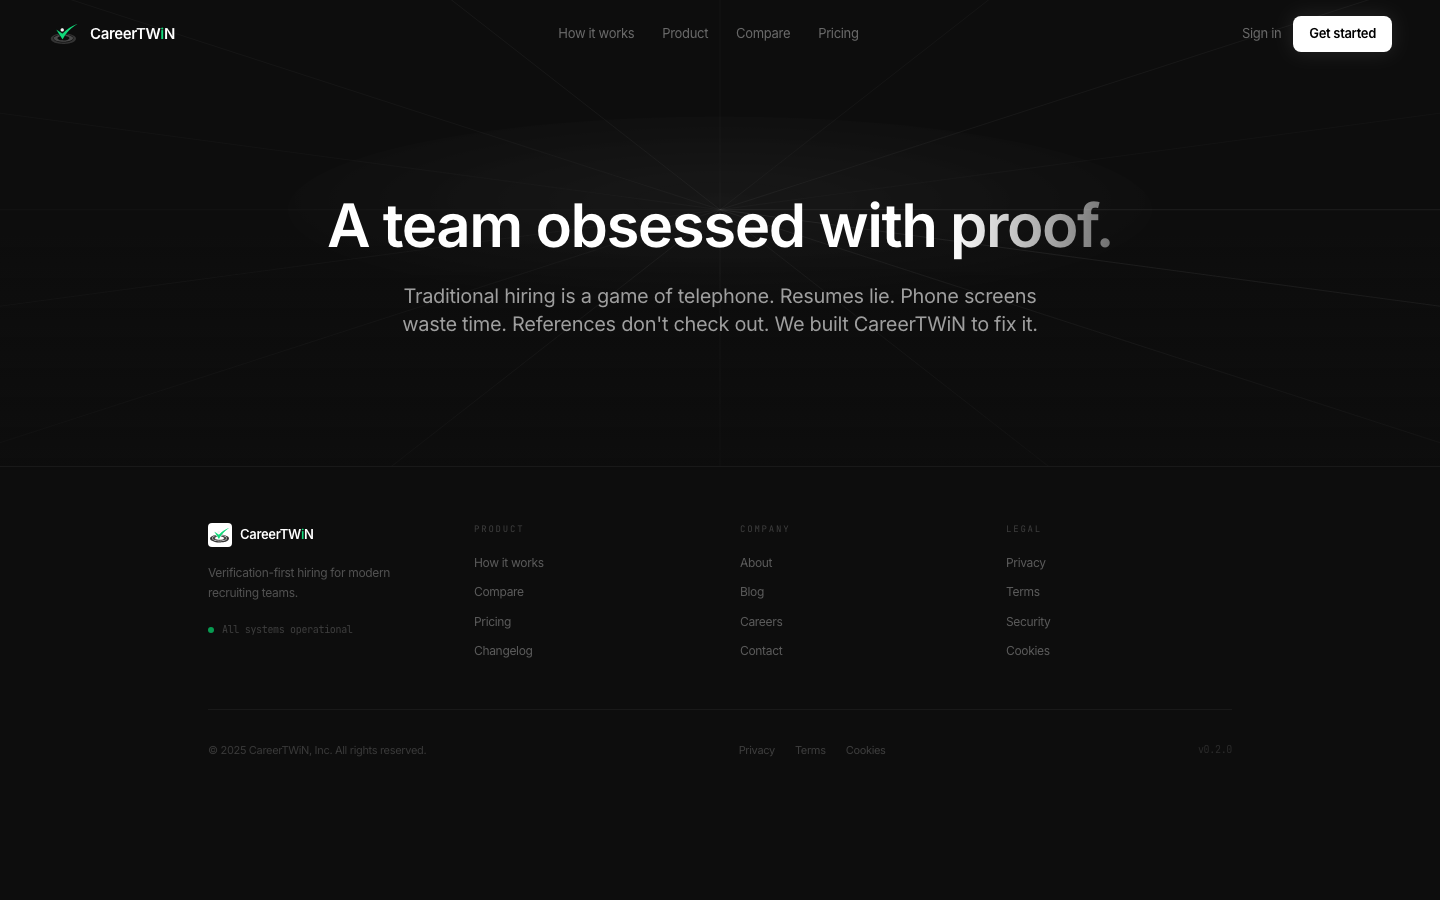 CareerTWiN
How it works
Product
Compare
Pricing
Sign in
Get started
A team obsessed with proof.
Traditional hiring is a game of telephone. Resumes lie. Phone screens
waste time. References don't check out. We built CareerTWiN to fix it.
CareerTWiN
Verification-first hiring for modern
recruiting teams.
All systems operational
PRODUCT
How it works
Compare
Pricing
Changelog
COMPANY
About
Blog
Careers
Contact
LEGAL
Privacy
Terms
Security
Cookies
© 2025 CareerTWiN, Inc. All rights reserved.
Privacy
Terms
Cookies
v0.2.0